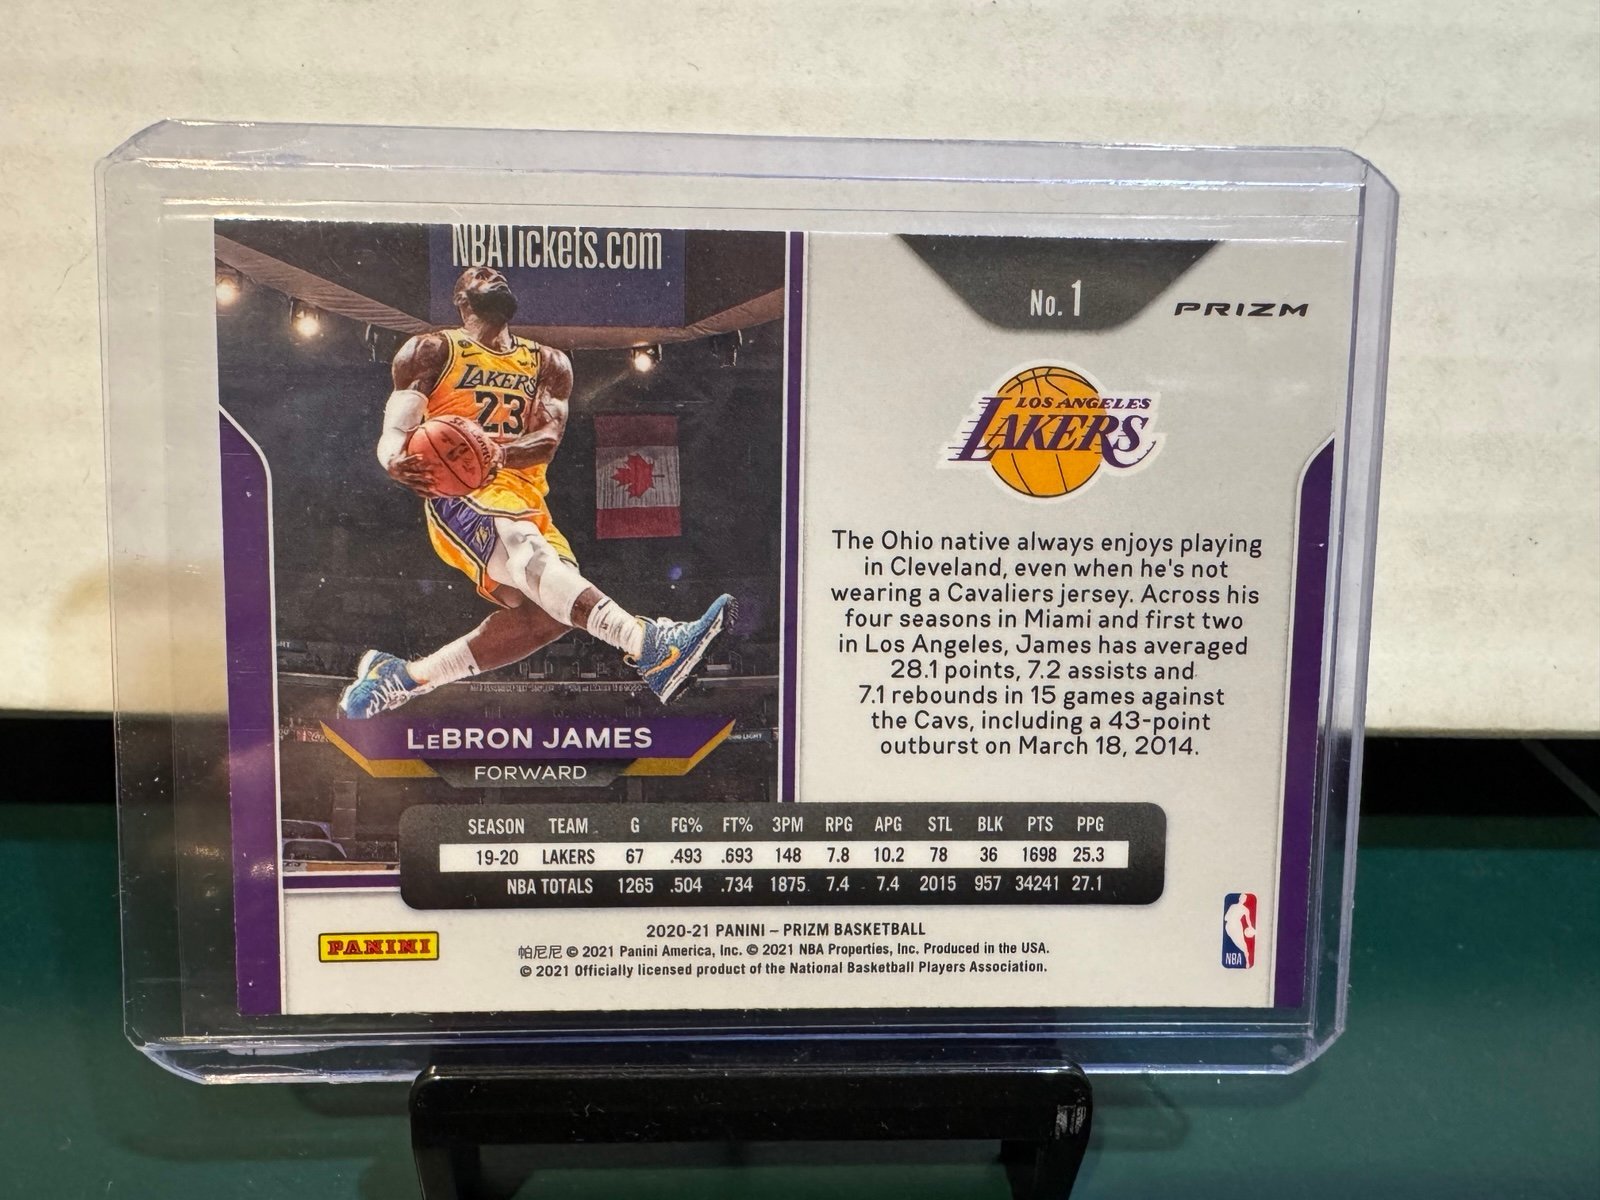 NBATickets.com
LAKERS
23
LeBRON JAMES
FORWARD
No. 1
PRIZM
LOS ANGELES
LAKERS
The Ohio native always enjoys playing
in Cleveland, even when he's not
wearing a Cavaliers jersey. Across his
four seasons in Miami and first two
in Los Angeles, James has averaged
28.1 points, 7.2 assists and
7.1 rebounds in 15 games against
the Cavs, including a 43-point
outburst on March 18, 2014.
SEASON TEAM G FG% FT% 3PM RPG APG STL BLK PTS PPG
19-20 LAKERS 67 .493 .693 148 7.8 10.2 78 36 1698 25.3
NBA TOTALS 1265 .504 .734 1875 7.4 7.4 2015 957 34241 27.1
PANINI
2020-21 PANINI – PRIZM BASKETBALL
帕尼尼 © 2021 Panini America, Inc. © 2021 NBA Properties, Inc. Produced in the USA.
© 2021 Officially licensed product of the National Basketball Players Association.
NBA